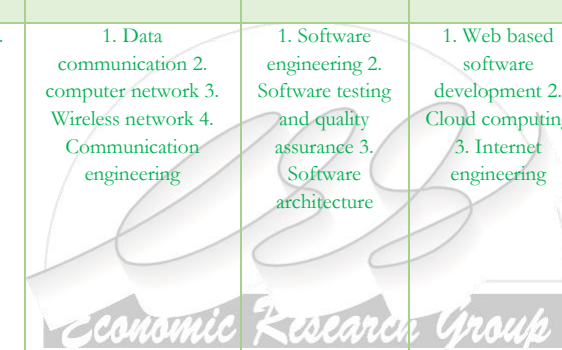 1. Data
communication 2.
computer network 3.
Wireless network 4.
Communication
engineering
1. Software
engineering 2.
Software testing
and quality
assurance 3.
Software
architecture
1. Web based
software
development 2.
Cloud computing
3. Internet
engineering
Economic Research Group